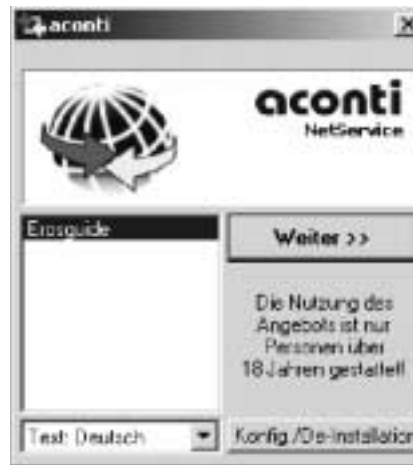 aconti
aconti
NetService
Erosguide
Weiter >>
Die Nutzung des
Angebots ist nur
Personen über
18 Jahren gestattet!
Text: Deutsch
Konfig./De-Installation